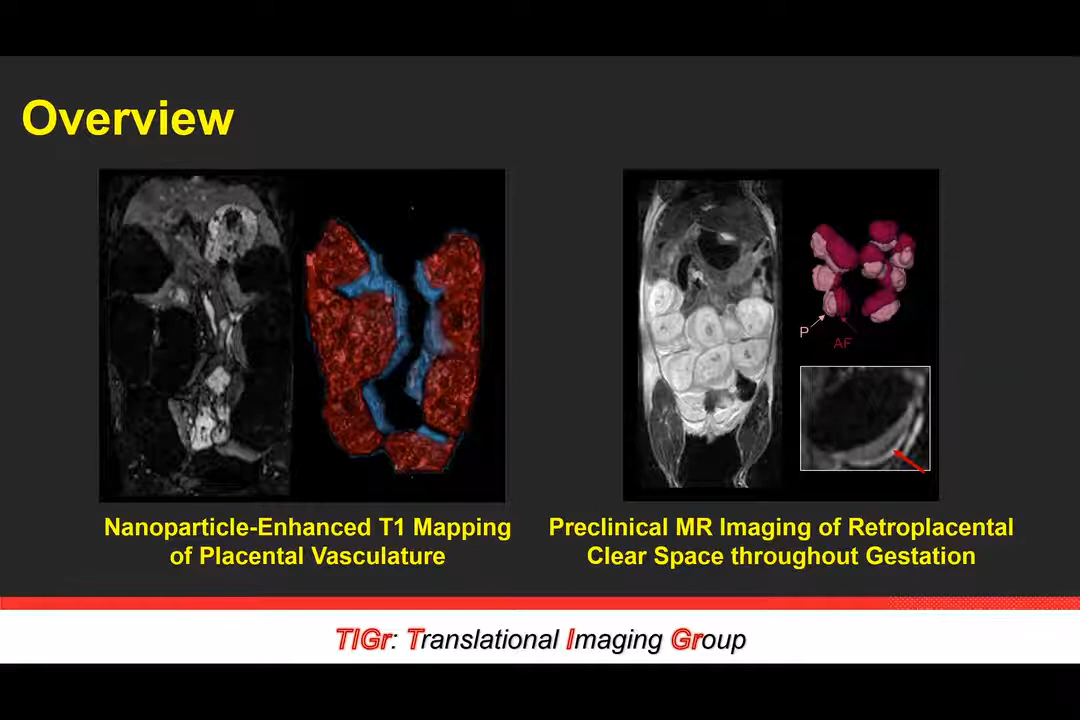 Overview
P
AF
Nanoparticle-Enhanced T1 Mapping
of Placental Vasculature
Preclinical MR Imaging of Retroplacental
Clear Space throughout Gestation
TIGr: Translational Imaging Group